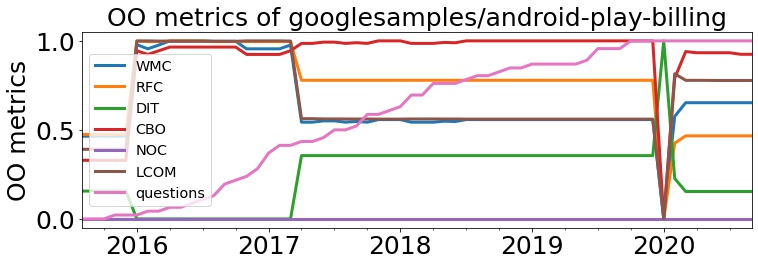 OO metrics of googlesamples/android-play-billing
OO metrics
1.0
0.5
0.0
WMC
RFC
DIT
CBO
NOC
LCOM
questions
2016 2017 2018 2019 2020